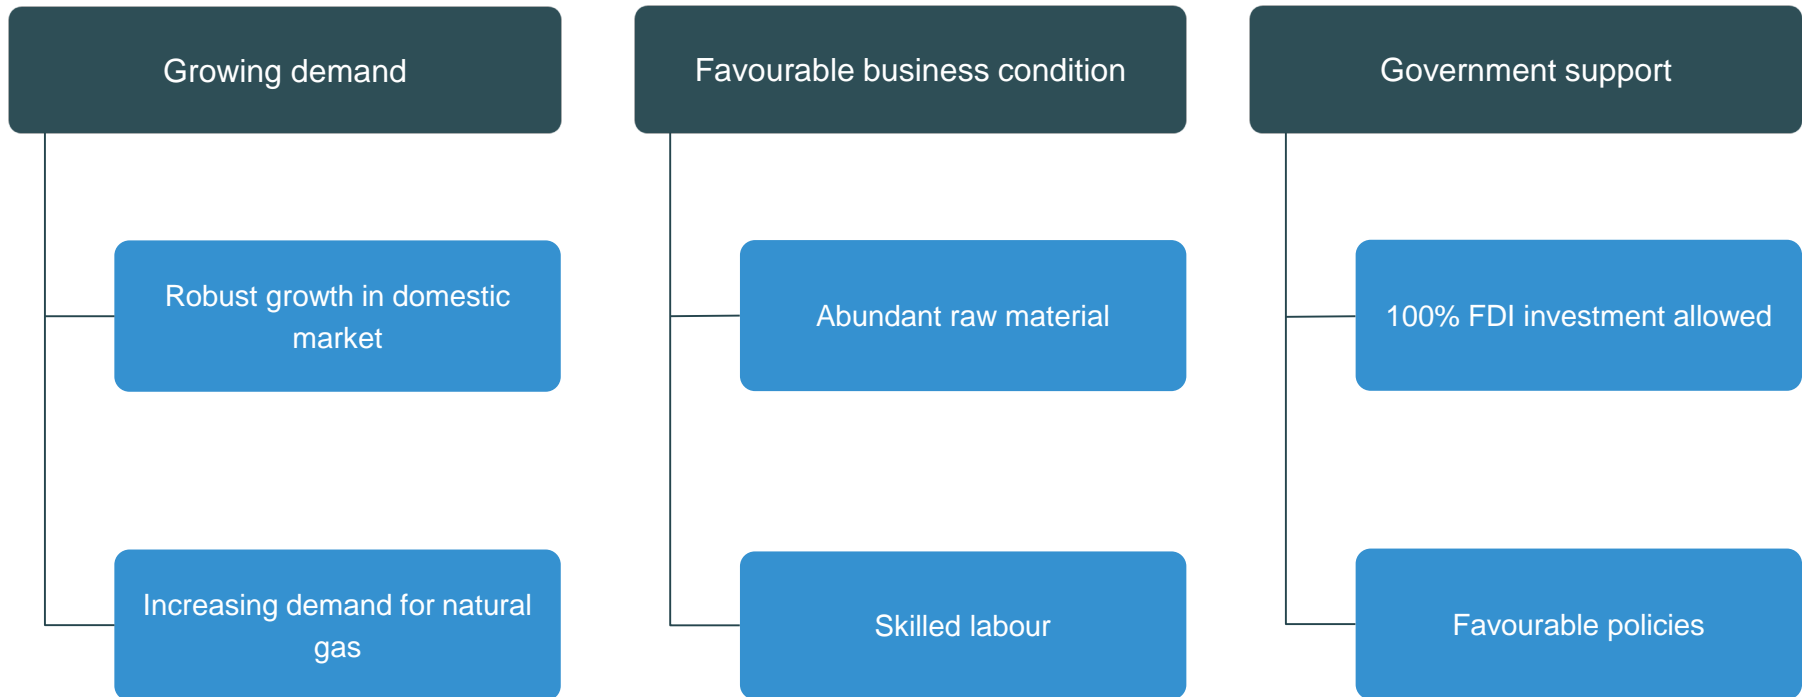 Growing demand
Robust growth in domestic
market
Increasing demand for natural
gas
Favourable business condition
Abundant raw material
Skilled labour
Government support
100% FDI investment allowed
Favourable policies